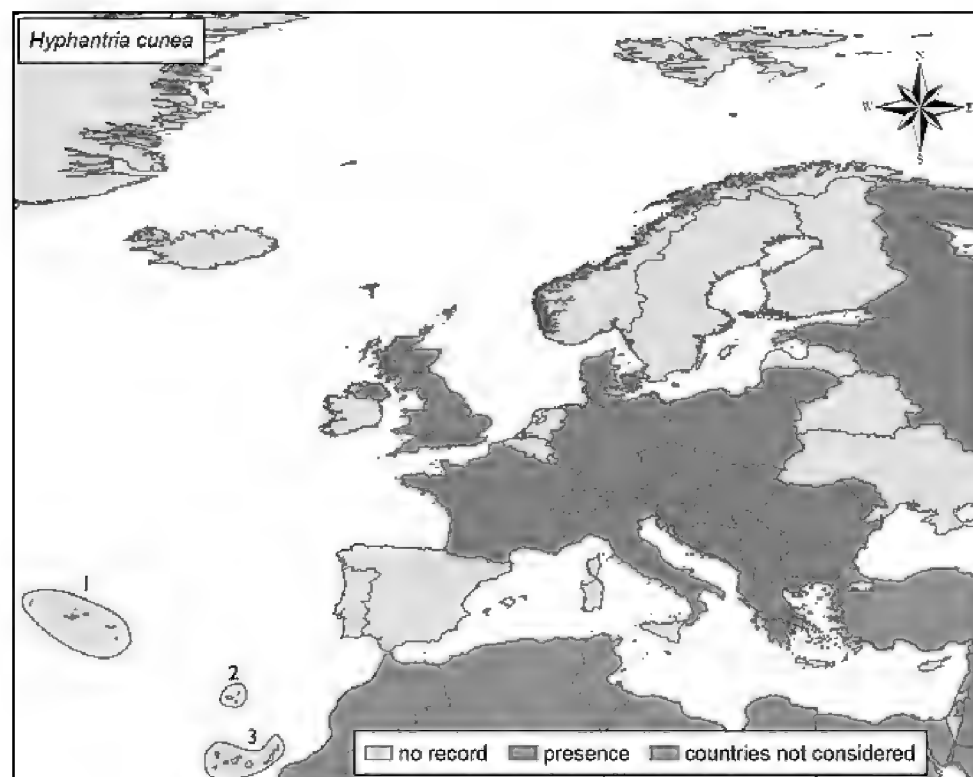 Hyphantria cunea
N
W E
S
1
2
3
no record presence countries not considered